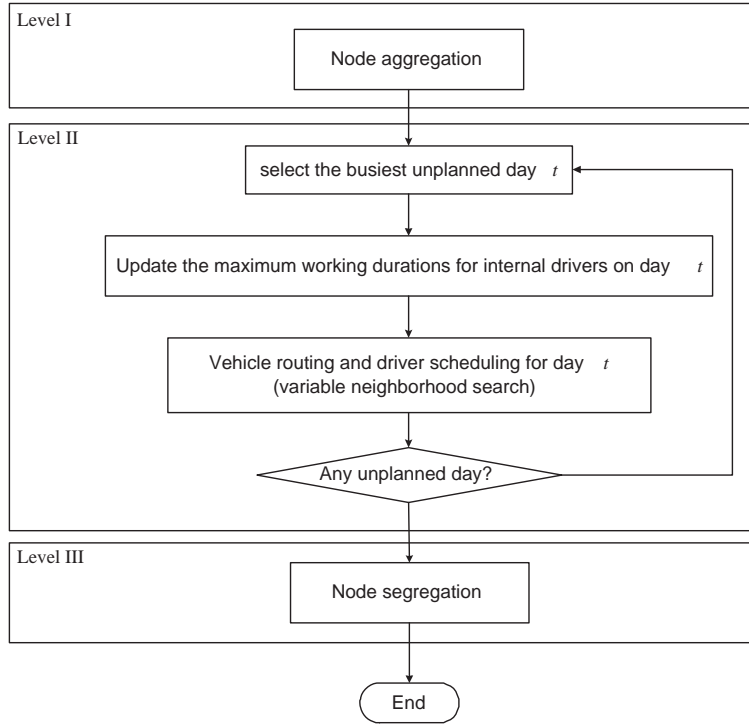 Level I
Node aggregation
Level II
select the busiest unplanned day t
Update the maximum working durations for internal drivers on day t
Vehicle routing and driver scheduling for day t
(variable neighborhood search)
Any unplanned day?
Level III
Node segregation
End